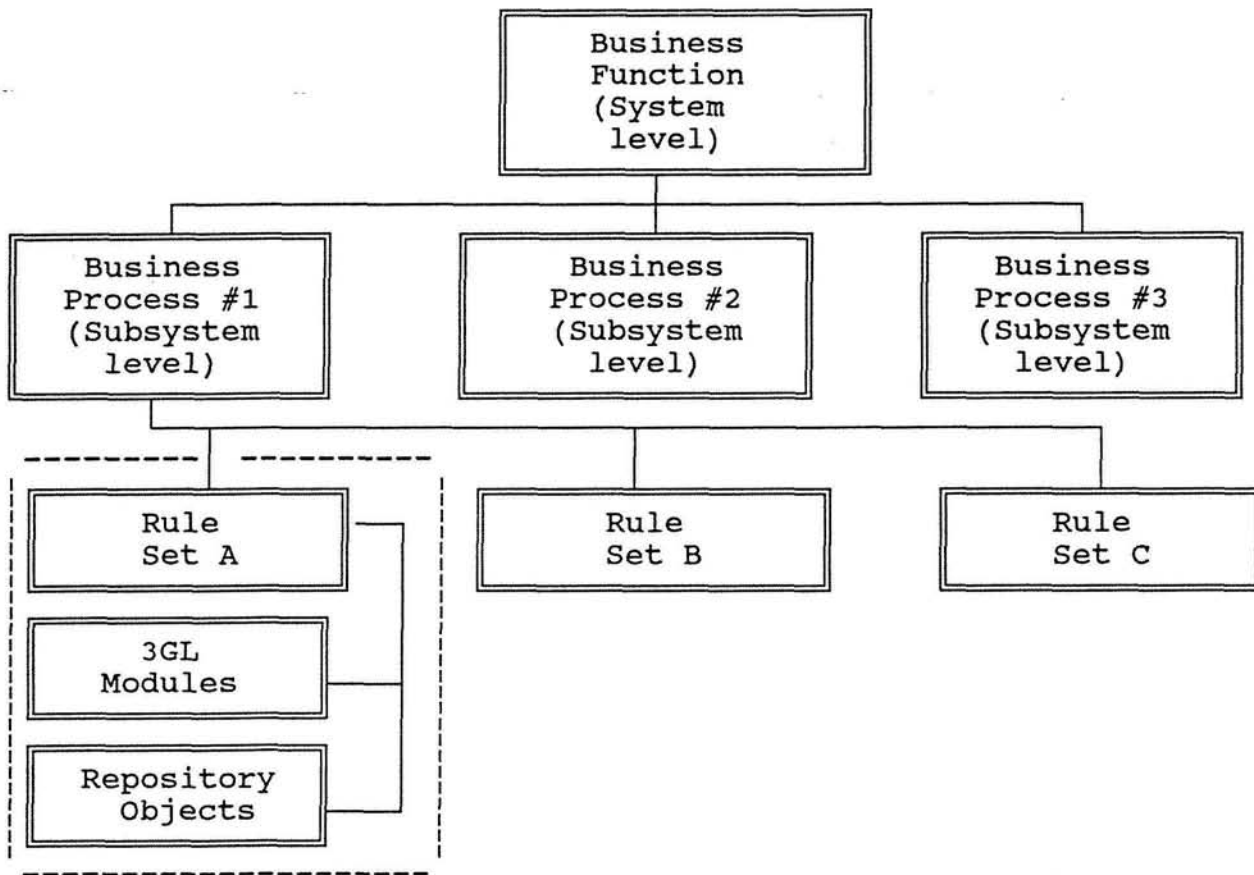 Business
Function
(System
level)
Business
Process #1
(Subsystem
level)
Business
Process #2
(Subsystem
level)
Business
Process #3
(Subsystem
level)
Rule
Set A
Rule
Set B
Rule
Set C
3GL
Modules
Repository
Objects